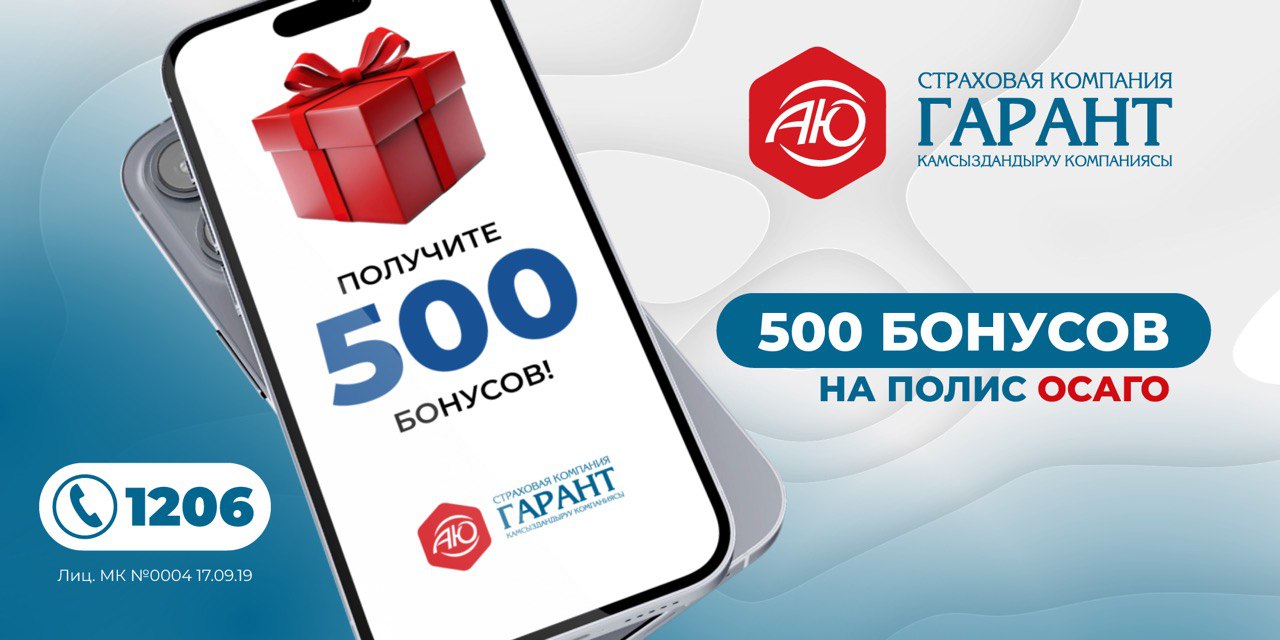 ПОЛУЧИТЕ
500
БОНУСОВ!
АЮ
СТРАХОВАЯ КОМПАНИЯ
ГАРАНТ
КАМСЫЗДАНДЫРУУ КОМПАНИЯСЫ
АЮ
СТРАХОВАЯ КОМПАНИЯ
ГАРАНТ
КАМСЫЗДАНДЫРУУ КОМПАНИЯСЫ
500 БОНУСОВ
НА ПОЛИС ОСАГО
1206
Лиц. МК №0004 17.09.19